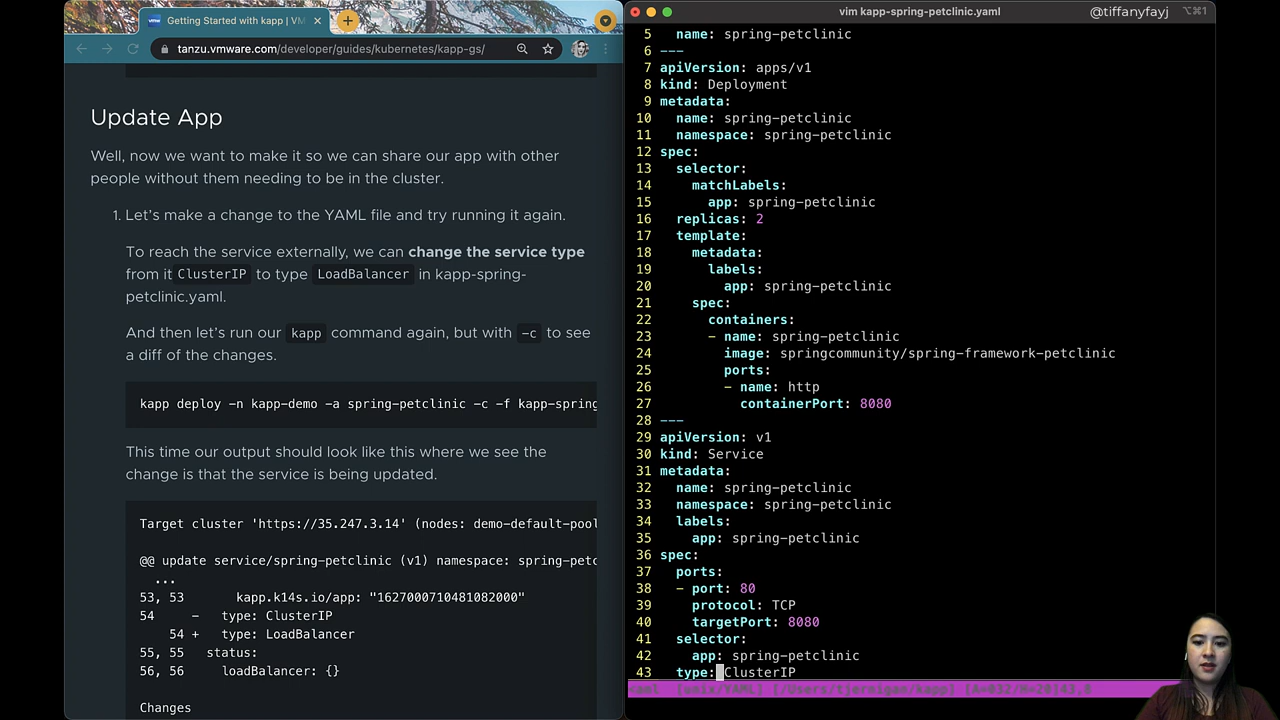 Getting Started with kapp | VM
tanzu.vmware.com/developer/guides/kubernetes/kapp-gs/
Update App
Well, now we want to make it so we can share our app with other
people without them needing to be in the cluster.
1. Let's make a change to the YAML file and try running it again.
To reach the service externally, we can change the service type
from it ClusterIP to type LoadBalancer in kapp-spring-
petclinic.yaml.
And then let's run our kapp command again, but with -c to see
a diff of the changes.
kapp deploy -n kapp-demo -a spring-petclinic -c -f kapp-spring
This time our output should look like this where we see the
change is that the service is being updated.
Target cluster 'https://35.247.3.14' (nodes: demo-default-pool
@@ update service/spring-petclinic (v1) namespace: spring-petc
...
53, 53 kapp.k14s.io/app: "1627000710481082000"
54 - type: ClusterIP
54 + type: LoadBalancer
55, 55 status:
56, 56 loadBalancer: {}
Changes
vim kapp-spring-petclinic.yaml
@tiffanyfayj
⌥⌘1
5 name: spring-petclinic
6 ---
7 apiVersion: apps/v1
8 kind: Deployment
9 metadata:
10 name: spring-petclinic
11 namespace: spring-petclinic
12 spec:
13 selector:
14 matchLabels:
15 app: spring-petclinic
16 replicas: 2
17 template:
18 metadata:
19 labels:
20 app: spring-petclinic
21 spec:
22 containers:
23 - name: spring-petclinic
24 image: springcommunity/spring-framework-petclinic
25 ports:
26 - name: http
27 containerPort: 8080
28 ---
29 apiVersion: v1
30 kind: Service
31 metadata:
32 name: spring-petclinic
33 namespace: spring-petclinic
34 labels:
35 app: spring-petclinic
36 spec:
37 ports:
38 - port: 80
39 protocol: TCP
40 targetPort: 8080
41 selector:
42 app: spring-petclinic
43 type: ClusterIP